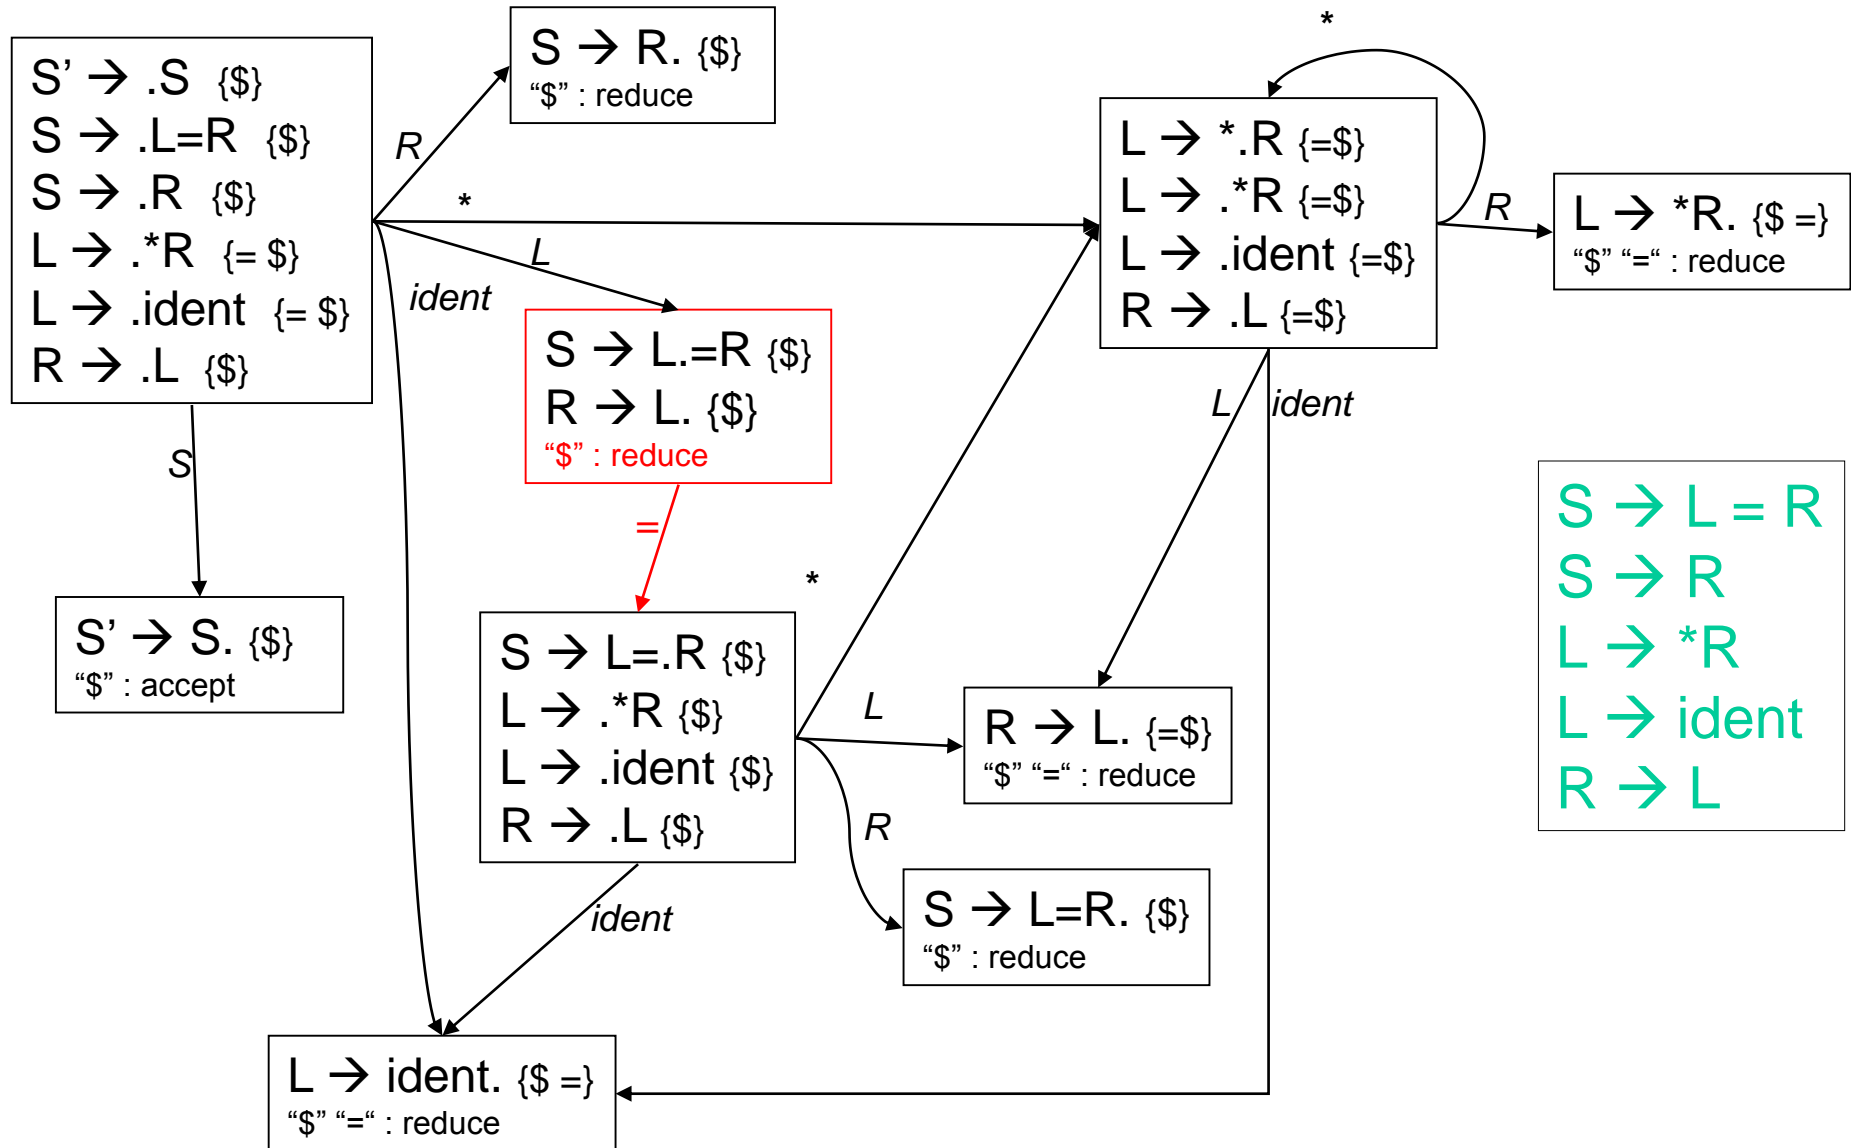 S' → .S {$}
S → .L=R {$}
S → .R {$}
L → .*R {= $}
L → .ident {= $}
R → .L {$}
R
S → R. {$}
“$” : reduce
*
L
ident
S
S → L.=R {$}
R → L. {$}
“$” : reduce
=
S’ → S. {$}
“$” : accept
*
L → *.R {=$}
L → .*R {=$}
L → .ident {=$}
R → .L {=$}
R
L → *R. {$ =}
“$” “=“ : reduce
L
ident
S → L=.R {$}
L → .*R {$}
L → .ident {$}
R → .L {$}
*
L
R
ident
R → L. {=$}
“$” “=“ : reduce
S → L=R. {$}
“$” : reduce
L → ident. {$ =}
“$” “=“ : reduce
S → L = R
S → R
L → *R
L → ident
R → L